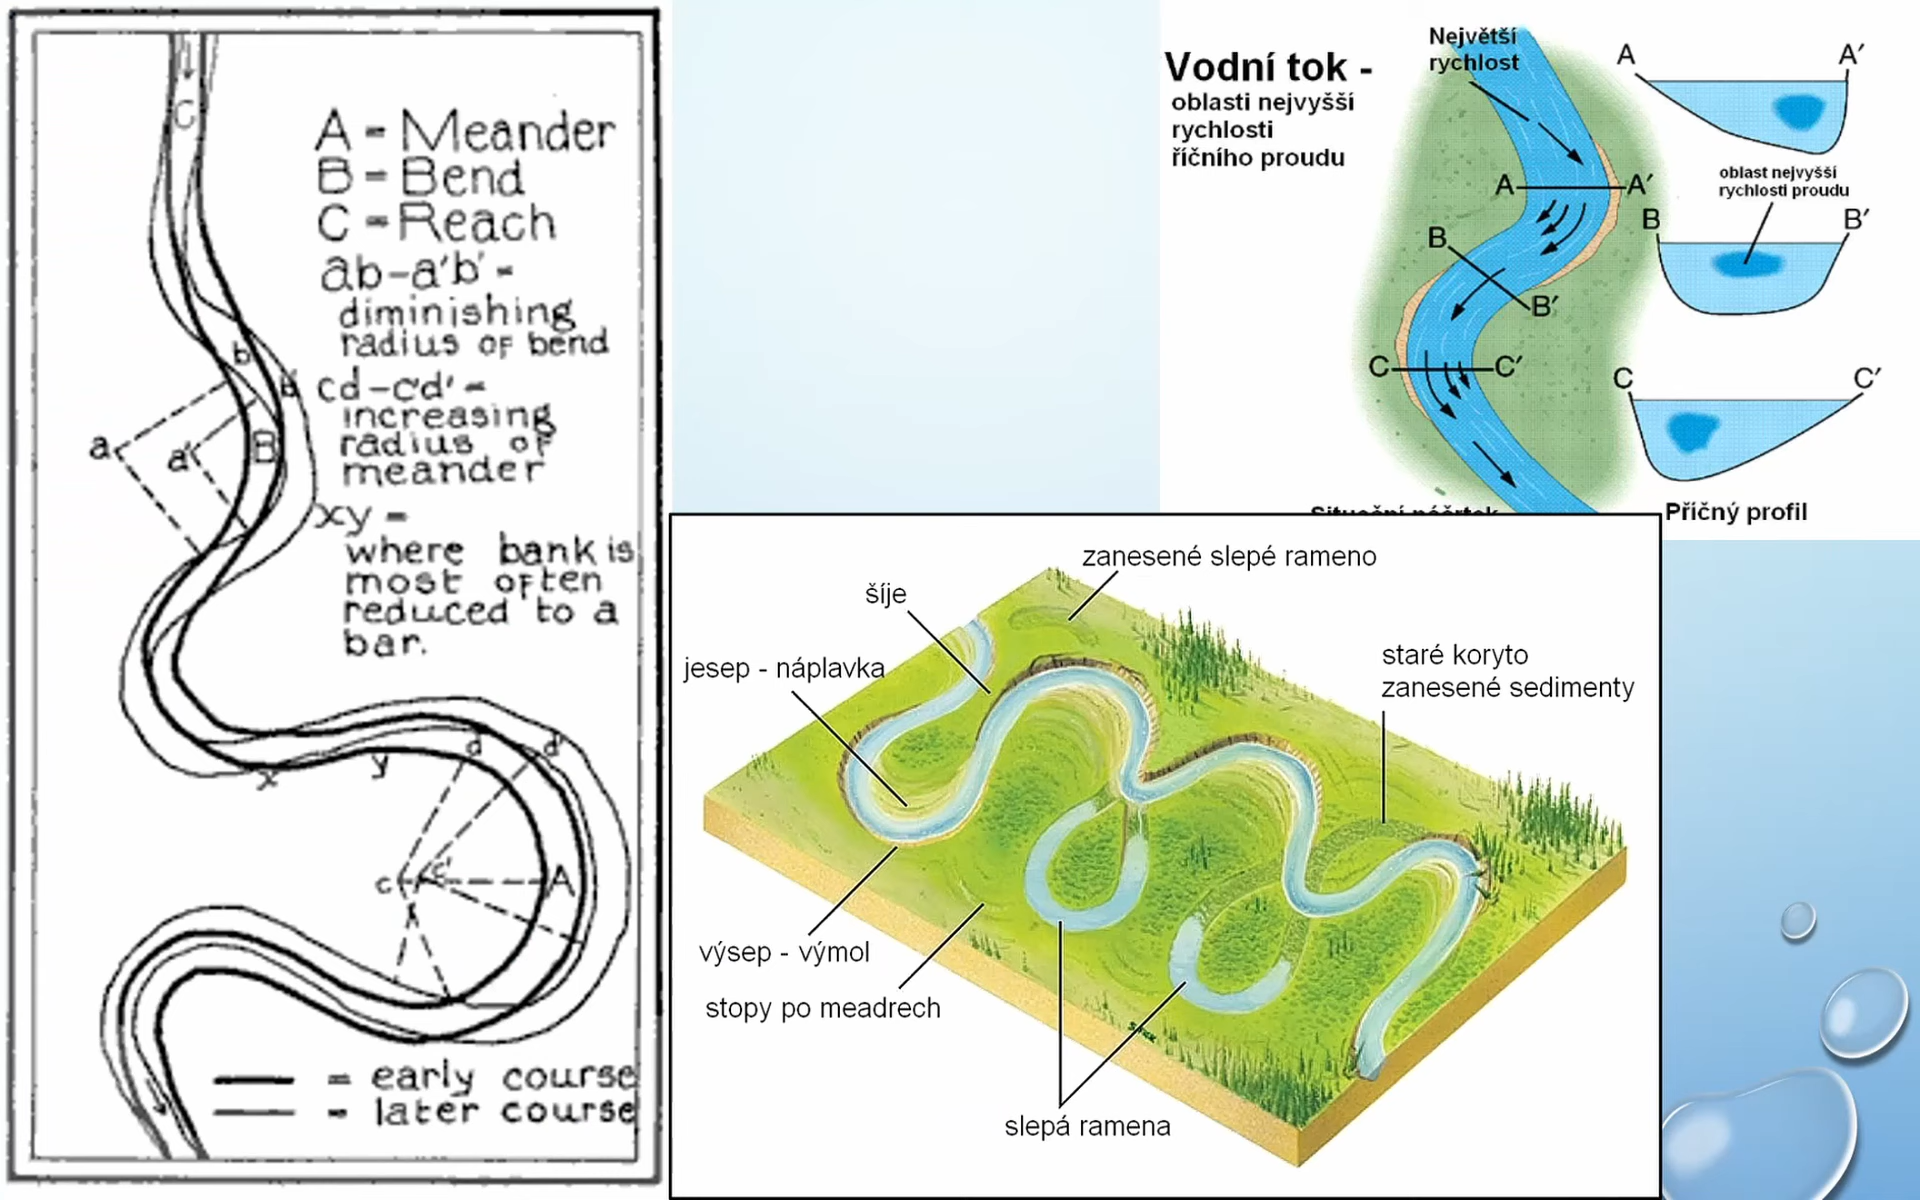 C
A = Meander
B = Bend
C = Reach
ab-a'b' =
diminishing
radius of bend
cd-c'd' =
increasing
radius of
meander
xy =
where bank is
most often
reduced to a
bar.
b
b'
a
a'
B
d
d'
x
y
c
c'
A
= early course
= later course
Vodní tok -
oblasti nejvyšší
rychlosti
říčního proudu
Největší
rychlost
A
A'
B
B'
C
C'
A
A'
oblast nejvyšší
rychlosti proudu
B
B'
C
C'
Příčný profil
zanesené slepé rameno
šíje
jesep - náplavka
staré koryto
zanesené sedimenty
výsep - výmol
stopy po meadrech
slepá ramena